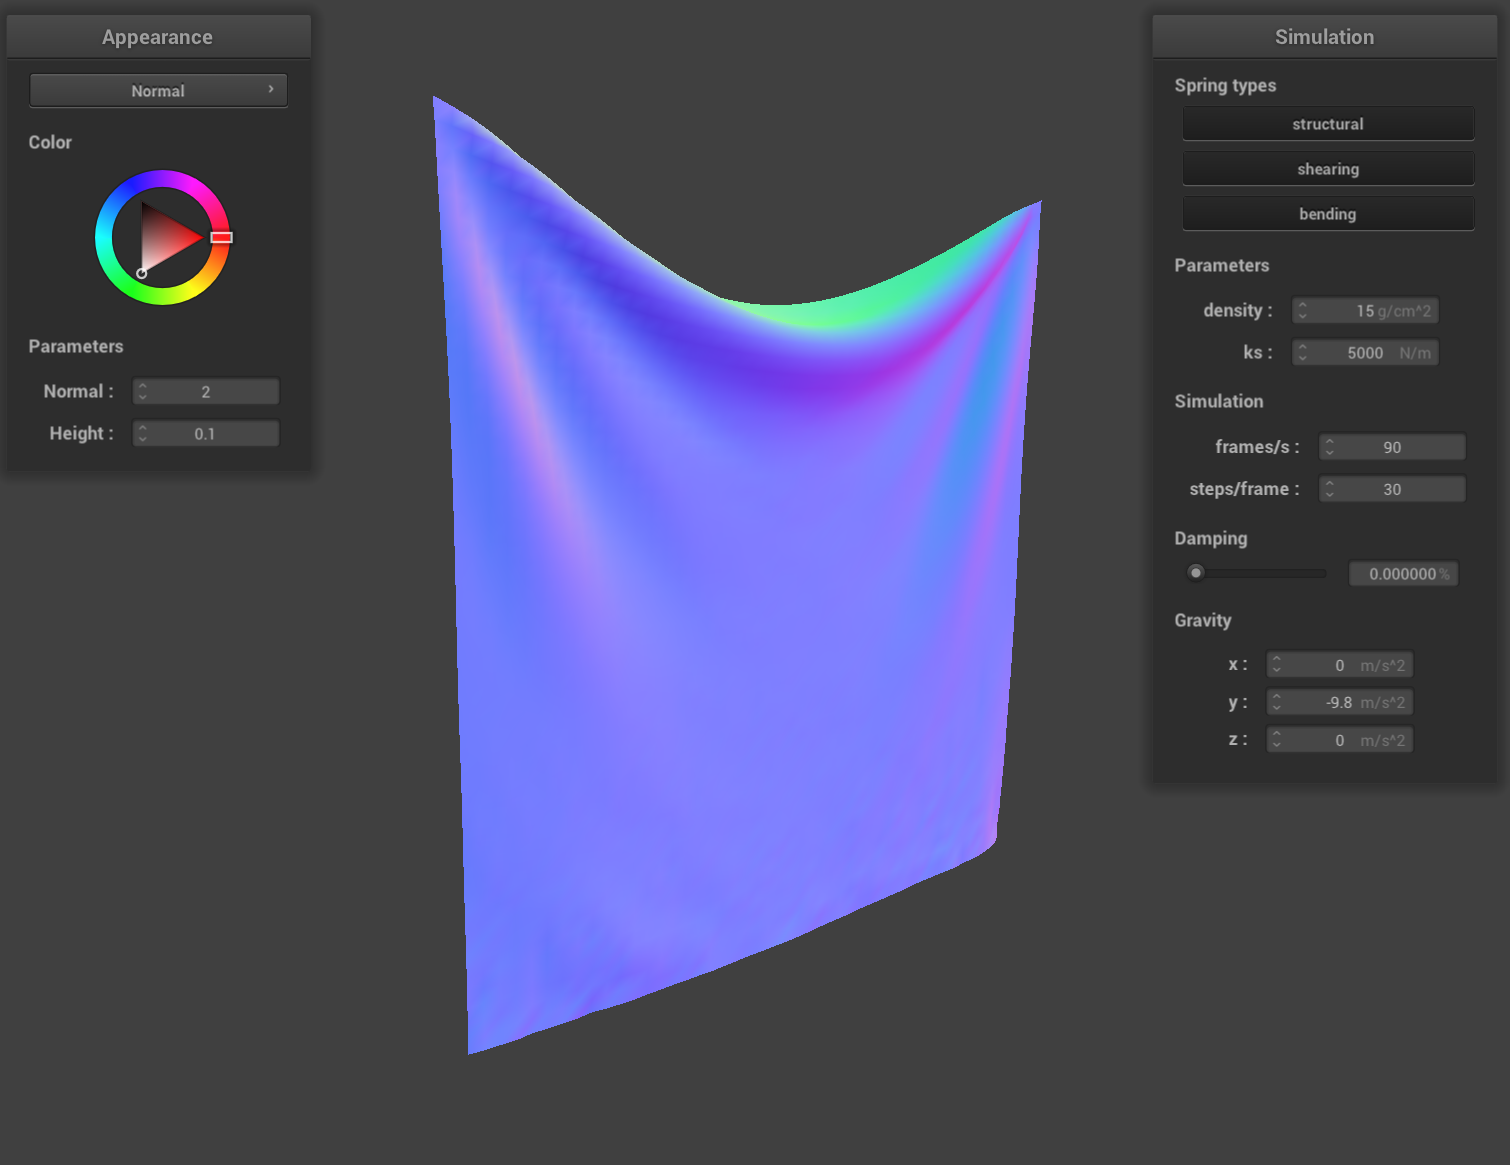 Appearance
Normal ›
Color
Parameters
Normal : 2
Height : 0.1
Simulation
Spring types
structural
shearing
bending
Parameters
density : 15 g/cm^2
ks : 5000 N/m
Simulation
frames/s : 90
steps/frame : 30
Damping
0.000000 %
Gravity
x : 0 m/s^2
y : -9.8 m/s^2
z : 0 m/s^2